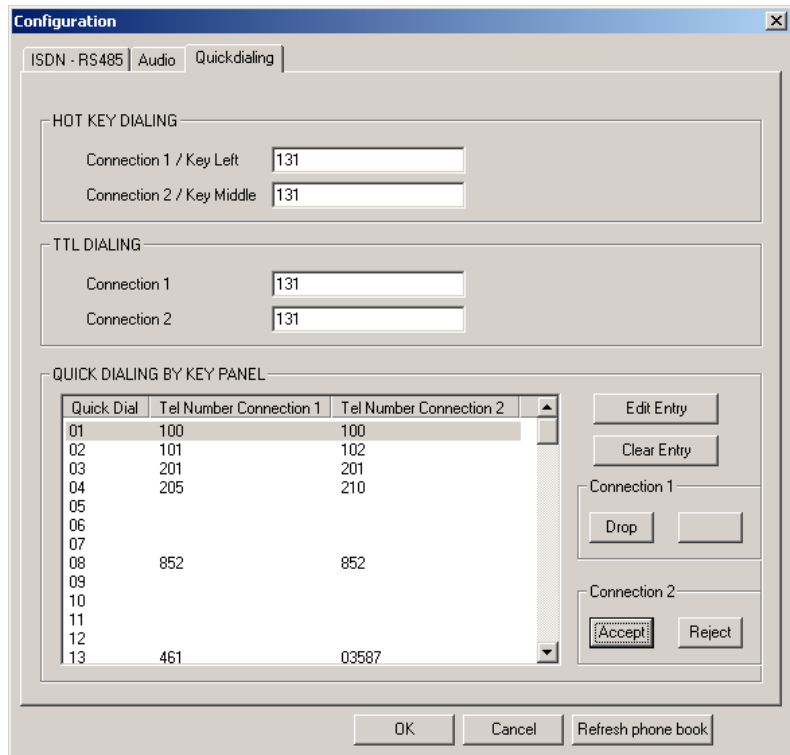 Configuration
ISDN - RS485 Audio Quickdialing
HOT KEY DIALING
Connection 1 / Key Left 131
Connection 2 / Key Middle 131
TTL DIALING
Connection 1 131
Connection 2 131
QUICK DIALING BY KEY PANEL
Quick Dial Tel Number Connection 1 Tel Number Connection 2
01 100 100
02 101 102
03 201 201
04 205 210
05
06
07
08 852 852
09
10
11
12
13 461 03587
Edit Entry
Clear Entry
Connection 1
Drop
Connection 2
Accept Reject
OK Cancel Refresh phone book